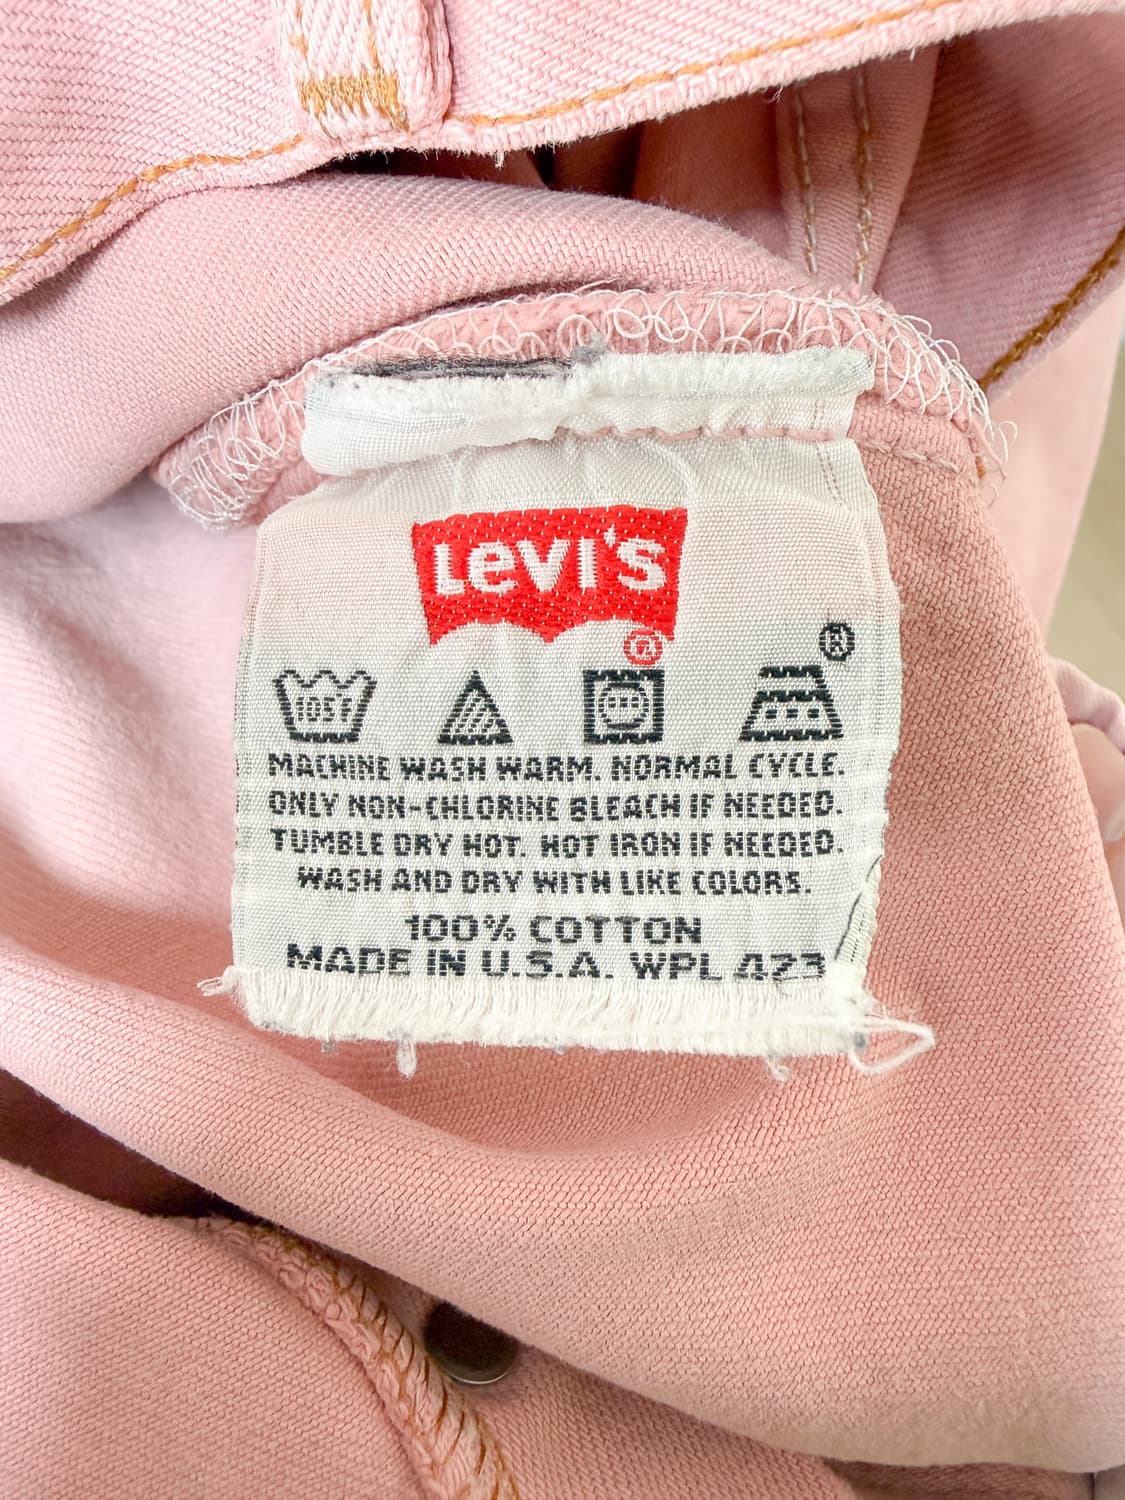 Levi's
®
®
105F
MACHINE WASH WARM. NORMAL CYCLE.
ONLY NON-CHLORINE BLEACH IF NEEDED.
TUMBLE DRY HOT. HOT IRON IF NEEDED.
WASH AND DRY WITH LIKE COLORS.
100% COTTON
MADE IN U.S.A. WPL 423